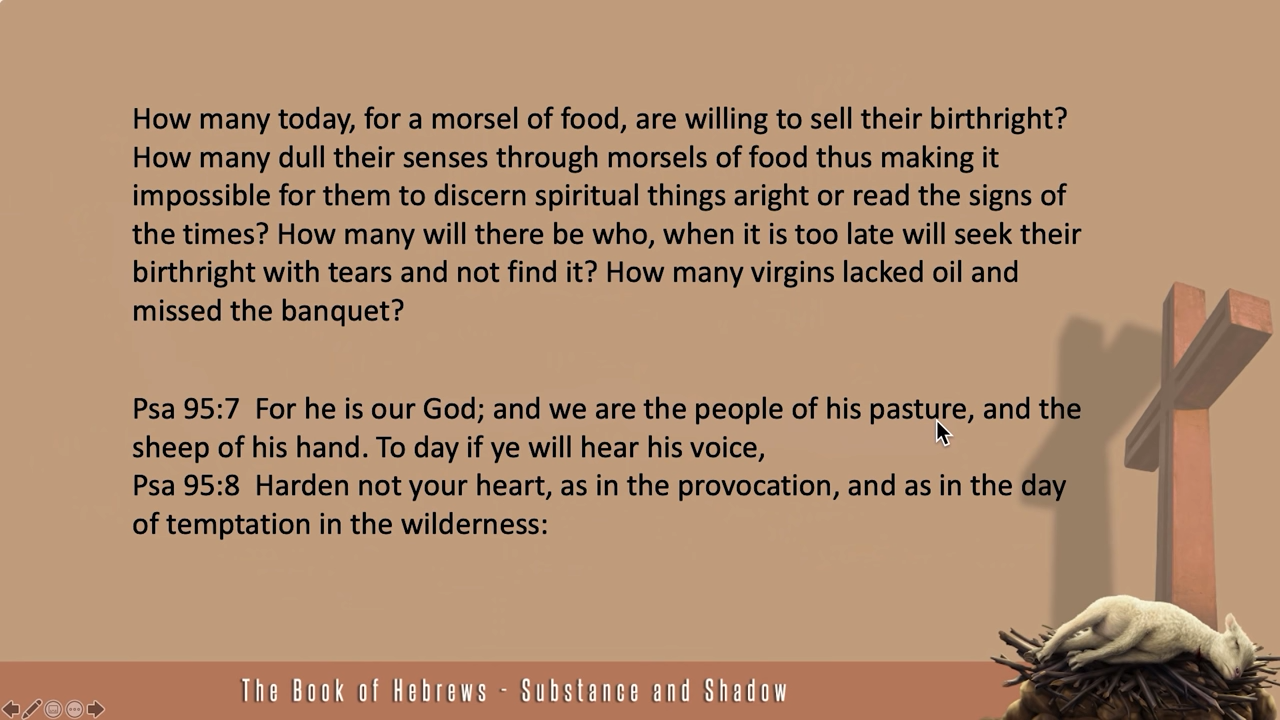 How many today, for a morsel of food, are willing to sell their birthright?
How many dull their senses through morsels of food thus making it
impossible for them to discern spiritual things aright or read the signs of
the times? How many will there be who, when it is too late will seek their
birthright with tears and not find it? How many virgins lacked oil and
missed the banquet?
Psa 95:7  For he is our God; and we are the people of his pasture, and the
sheep of his hand. To day if ye will hear his voice,
Psa 95:8  Harden not your heart, as in the provocation, and as in the day
of temptation in the wilderness:
The Book of Hebrews - Substance and Shadow